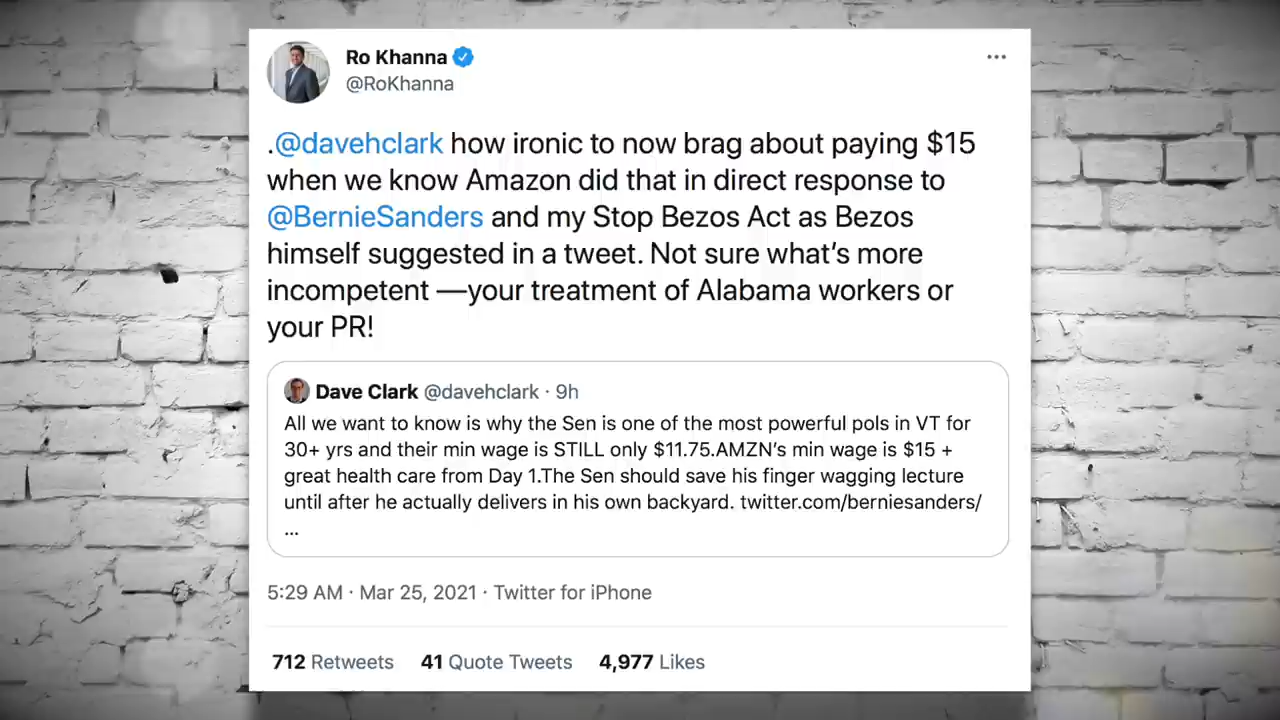 Ro Khanna
@RoKhanna
.@davehclark how ironic to now brag about paying $15
when we know Amazon did that in direct response to
@BernieSanders and my Stop Bezos Act as Bezos
himself suggested in a tweet. Not sure what's more
incompetent —your treatment of Alabama workers or
your PR!
Dave Clark @davehclark · 9h
All we want to know is why the Sen is one of the most powerful pols in VT for
30+ yrs and their min wage is STILL only $11.75.AMZN's min wage is $15 +
great health care from Day 1.The Sen should save his finger wagging lecture
until after he actually delivers in his own backyard. twitter.com/berniesanders/
...
5:29 AM · Mar 25, 2021 · Twitter for iPhone
712 Retweets 41 Quote Tweets 4,977 Likes